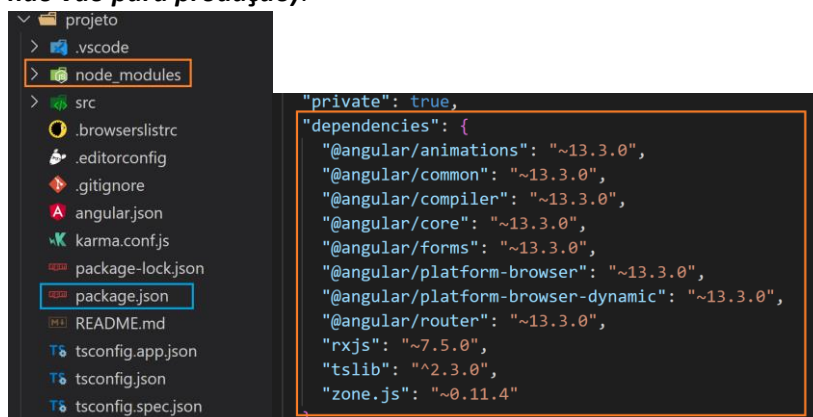 não vão para produção).
projeto
.vscode
node_modules
src
.browserslistrc
.editorconfig
.gitignore
angular.json
karma.conf.js
package-lock.json
package.json
README.md
tsconfig.app.json
tsconfig.json
tsconfig.spec.json
"private": true,
"dependencies": {
"@angular/animations": "~13.3.0",
"@angular/common": "~13.3.0",
"@angular/compiler": "~13.3.0",
"@angular/core": "~13.3.0",
"@angular/forms": "~13.3.0",
"@angular/platform-browser": "~13.3.0",
"@angular/platform-browser-dynamic": "~13.3.0",
"@angular/router": "~13.3.0",
"rxjs": "~7.5.0",
"tslib": "^2.3.0",
"zone.js": "~0.11.4"